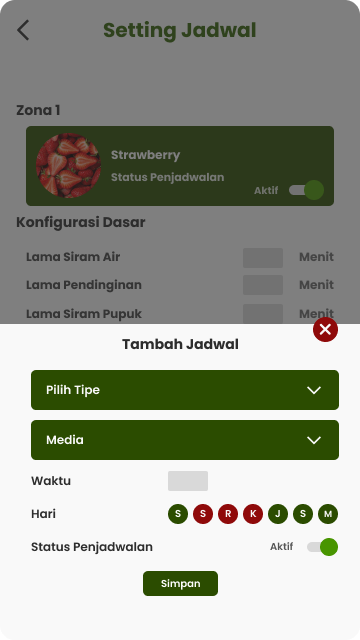 Setting Jadwal
Zona 1
Strawberry
Status Penjadwalan
Aktif
Konfigurasi Dasar
Lama Siram Air Menit
Lama Pendinginan Menit
Lama Siram Pupuk Menit
Tambah Jadwal
Pilih Tipe
Media
Waktu
Hari S S R K J S M
Status Penjadwalan Aktif
Simpan